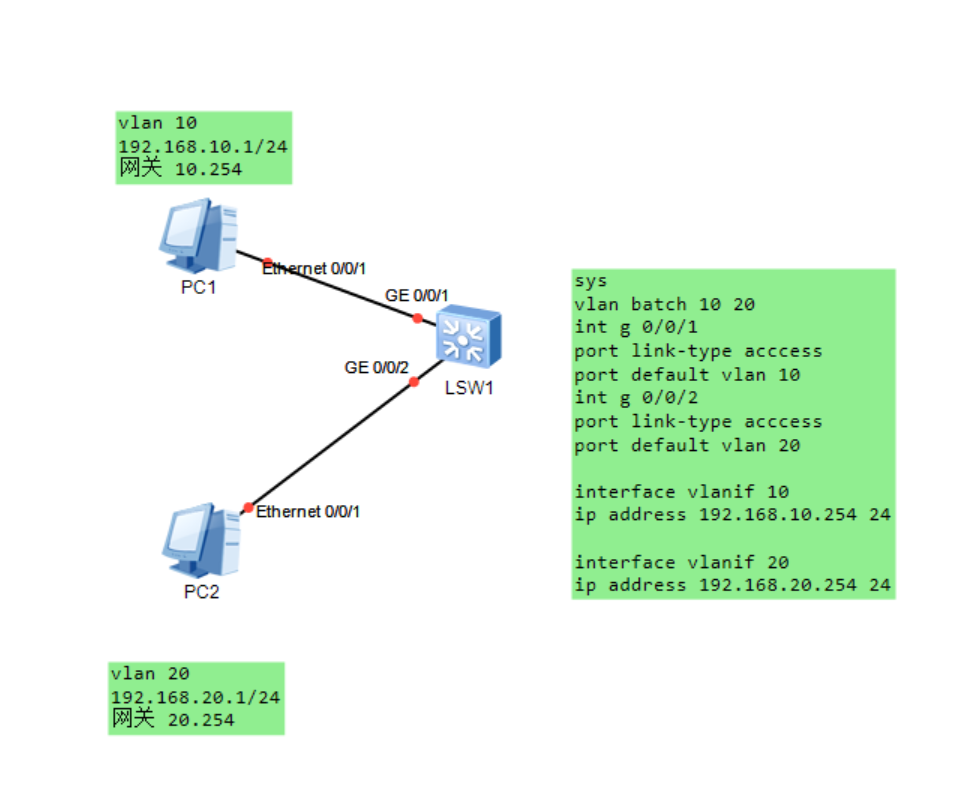 vlan 10
192.168.10.1/24
网关 10.254
PC1
Ethernet 0/0/1
GE 0/0/1
GE 0/0/2
LSW1
Ethernet 0/0/1
PC2
vlan 20
192.168.20.1/24
网关 20.254
sys
vlan batch 10 20
int g 0/0/1
port link-type acccess
port default vlan 10
int g 0/0/2
port link-type acccess
port default vlan 20
interface vlanif 10
ip address 192.168.10.254 24
interface vlanif 20
ip address 192.168.20.254 24